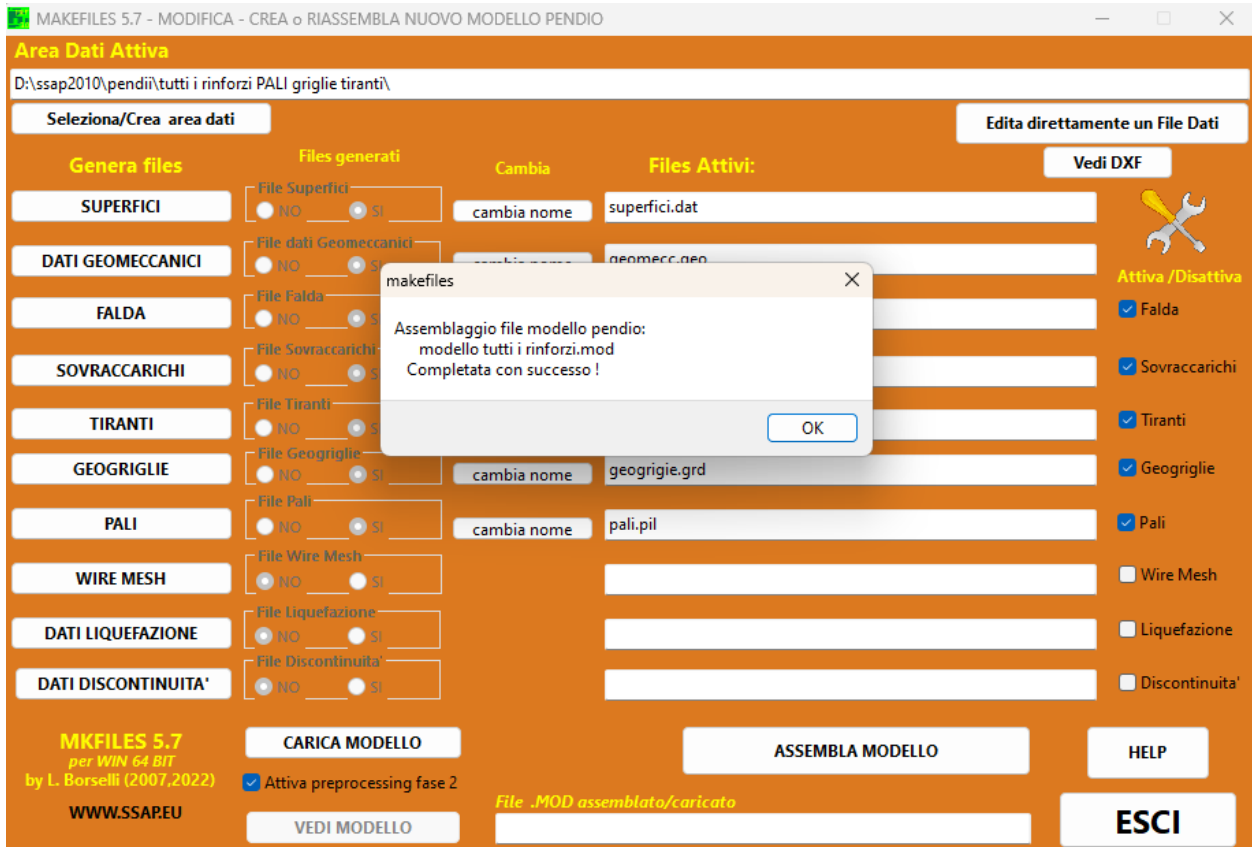 MAKEFILES 5.7 - MODIFICA - CREA o RIASSEMBLA NUOVO MODELLO PENDIO
Area Dati Attiva
D:\ssap2010\pendii\tutti i rinforzi PALI griglie tiranti\
Seleziona/Crea area dati
Edita direttamente un File Dati
Genera files
Files generati
Cambia
Files Attivi:
Vedi DXF
SUPERFICI
File Superfici
NO
SI
cambia nome
superfici.dat
DATI GEOMECCANICI
File dati Geomeccanici
NO
SI
cambia nome
geomecc.geo
Attiva /Disattiva
FALDA
File Falda
NO
Falda
SOVRACCARICHI
File Sovraccarichi
NO
Sovraccarichi
TIRANTI
File Tiranti
NO
Tiranti
makefiles
Assemblaggio file modello pendio:
modello tutti i rinforzi.mod
Completata con successo !
OK
GEOGRIGLIE
File Geogriglie
NO
SI
cambia nome
geogrigie.grd
Geogriglie
PALI
File Pali
NO
SI
cambia nome
pali.pil
Pali
WIRE MESH
File Wire Mesh
NO
SI
Wire Mesh
DATI LIQUEFAZIONE
File Liquefazione
NO
SI
Liquefazione
DATI DISCONTINUITA'
File Discontinuita'
NO
SI
Discontinuita'
MKFILES 5.7
per WIN 64 BIT
by L. Borselli (2007,2022)
WWW.SSAP.EU
CARICA MODELLO
Attiva preprocessing fase 2
VEDI MODELLO
ASSEMBLA MODELLO
File .MOD assemblato/caricato
HELP
ESCI